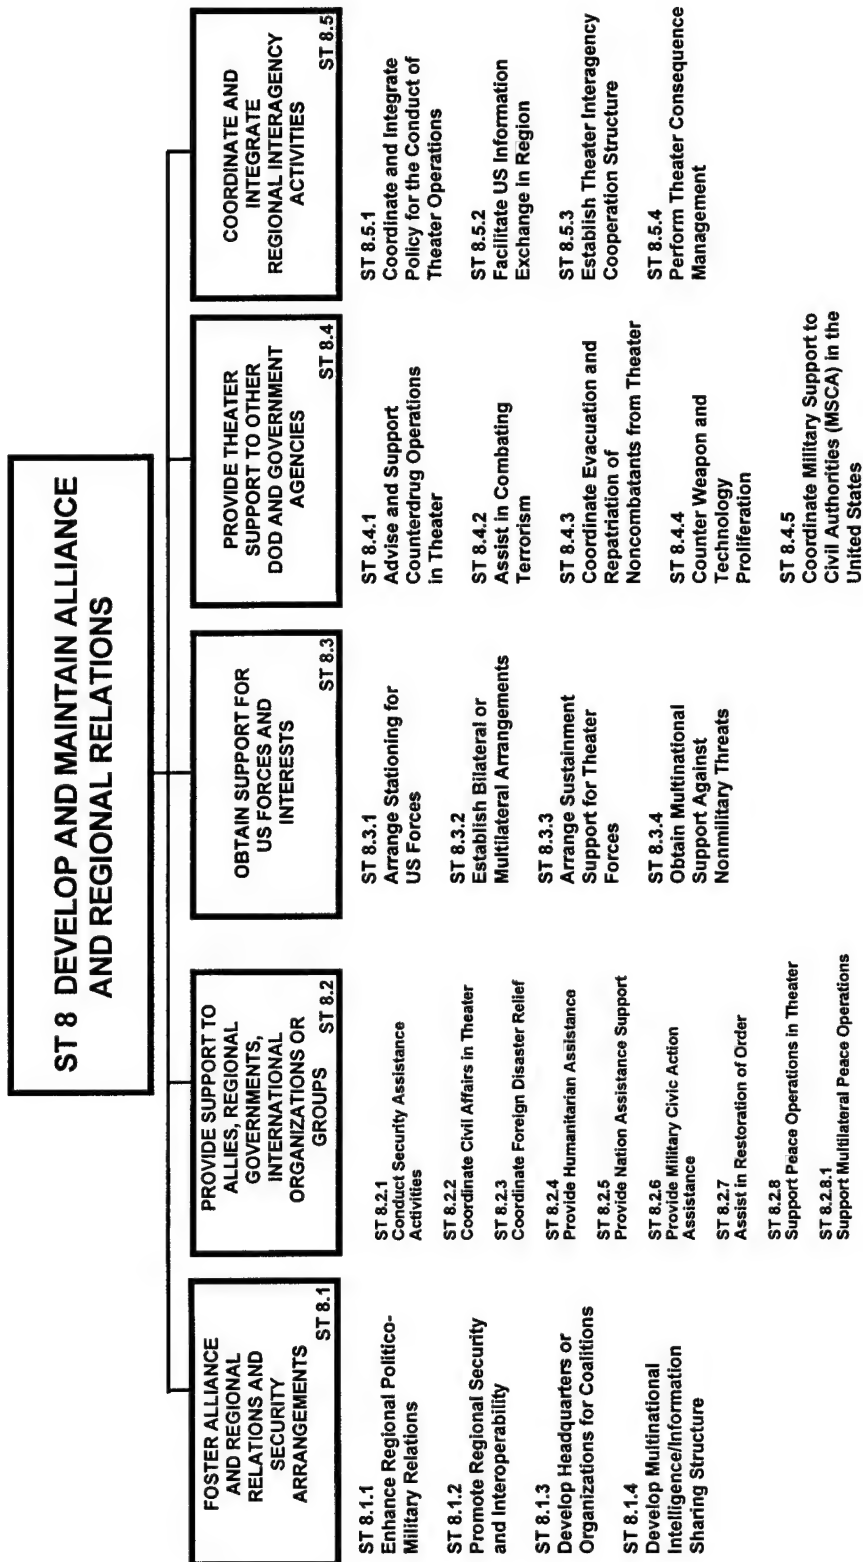 ST 8 DEVELOP AND MAINTAIN ALLIANCE
AND REGIONAL RELATIONS
FOSTER ALLIANCE
AND REGIONAL
RELATIONS AND
SECURITY
ARRANGEMENTS
ST 8.1
ST 8.1.1
Enhance Regional Politico-
Military Relations
ST 8.1.2
Promote Regional Security
and Interoperability
ST 8.1.3
Develop Headquarters or
Organizations for Coalitions
ST 8.1.4
Develop Multinational
Intelligence/Information
Sharing Structure
PROVIDE SUPPORT TO
ALLIES, REGIONAL
GOVERNMENTS,
INTERNATIONAL
ORGANIZATIONS OR
GROUPS
ST 8.2
ST 8.2.1
Conduct Security Assistance
Activities
ST 8.2.2
Coordinate Civil Affairs in Theater
ST 8.2.3
Coordinate Foreign Disaster Relief
ST 8.2.4
Provide Humanitarian Assistance
ST 8.2.5
Provide Nation Assistance Support
ST 8.2.6
Provide Military Civic Action
Assistance
ST 8.2.7
Assist in Restoration of Order
ST 8.2.8
Support Peace Operations in Theater
ST 8.2.8.1
Support Multilateral Peace Operations
OBTAIN SUPPORT FOR
US FORCES AND
INTERESTS
ST 8.3
ST 8.3.1
Arrange Stationing for
US Forces
ST 8.3.2
Establish Bilateral or
Multilateral Arrangements
ST 8.3.3
Arrange Sustainment
Support for Theater
Forces
ST 8.3.4
Obtain Multinational
Support Against
Nonmilitary Threats
PROVIDE THEATER
SUPPORT TO OTHER
DOD AND GOVERNMENT
AGENCIES
ST 8.4
ST 8.4.1
Advise and Support
Counterdrug Operations
in Theater
ST 8.4.2
Assist in Combating
Terrorism
ST 8.4.3
Coordinate Evacuation and
Repatriation of
Noncombatants from Theater
ST 8.4.4
Counter Weapon and
Technology
Proliferation
ST 8.4.5
Coordinate Military Support to
Civil Authorities (MSCA) in the
United States
COORDINATE AND
INTEGRATE
REGIONAL INTERAGENCY
ACTIVITIES
ST 8.5
ST 8.5.1
Coordinate and Integrate
Policy for the Conduct of
Theater Operations
ST 8.5.2
Facilitate US Information
Exchange in Region
ST 8.5.3
Establish Theater Interagency
Cooperation Structure
ST 8.5.4
Perform Theater Consequence
Management